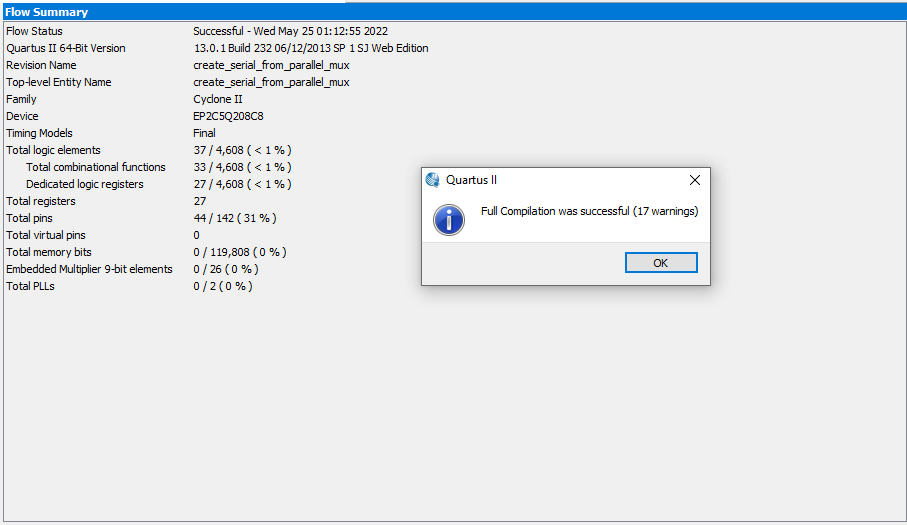 Flow Summary
Flow Status Successful - Wed May 25 01:12:55 2022
Quartus II 64-Bit Version 13.0.1 Build 232 06/12/2013 SP 1 SJ Web Edition
Revision Name create_serial_from_parallel_mux
Top-level Entity Name create_serial_from_parallel_mux
Family Cyclone II
Device EP2C5Q208C8
Timing Models Final
Total logic elements 37 / 4,608 ( < 1 % )
Total combinational functions 33 / 4,608 ( < 1 % )
Dedicated logic registers 27 / 4,608 ( < 1 % )
Total registers 27
Total pins 44 / 142 ( 31 % )
Total virtual pins 0
Total memory bits 0 / 119,808 ( 0 % )
Embedded Multiplier 9-bit elements 0 / 26 ( 0 % )
Total PLLs 0 / 2 ( 0 % )
Quartus II
Full Compilation was successful (17 warnings)
OK